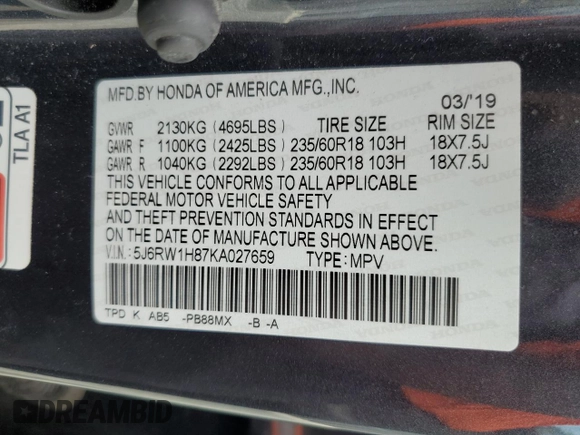 MFD.BY HONDA OF AMERICA MFG.,INC.
03/'19
GVWR 2130KG (4695LBS) TIRE SIZE RIM SIZE
GAWR F 1100KG (2425LBS) 235/60R18 103H 18X7.5J
GAWR R 1040KG (2292LBS) 235/60R18 103H 18X7.5J
THIS VEHICLE CONFORMS TO ALL APPLICABLE
FEDERAL MOTOR VEHICLE SAFETY
AND THEFT PREVENTION STANDARDS IN EFFECT
ON THE DATE OF MANUFACTURE SHOWN ABOVE.
V.I.N.: 5J6RW1H87KA027659 TYPE: MPV
TPD K AB5 -PB88MX -B -A
TLA A1
DREAMBID